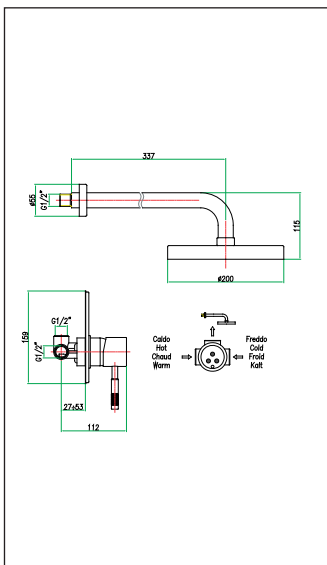 337
ø55
G1/2"
115
ø200
159
G1/2"
G1/2"
27÷53
112
Caldo
Hot
Chaud
Warm
Freddo
Cold
Froid
Kalt